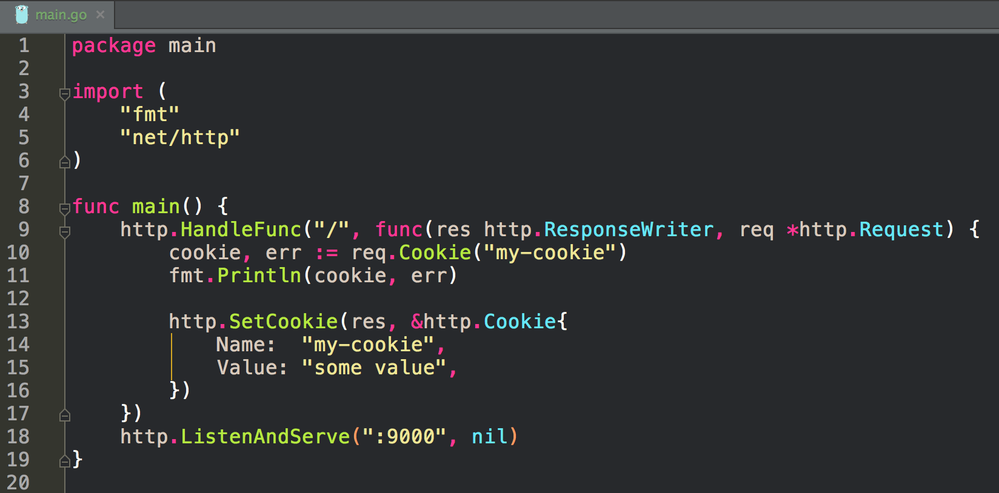 main.go ×
1 package main
2
3 import (
4     "fmt"
5     "net/http"
6 )
7
8 func main() {
9     http.HandleFunc("/", func(res http.ResponseWriter, req *http.Request) {
10         cookie, err := req.Cookie("my-cookie")
11         fmt.Println(cookie, err)
12
13         http.SetCookie(res, &http.Cookie{
14             Name:  "my-cookie",
15             Value: "some value",
16         })
17     })
18     http.ListenAndServe(":9000", nil)
19 }
20